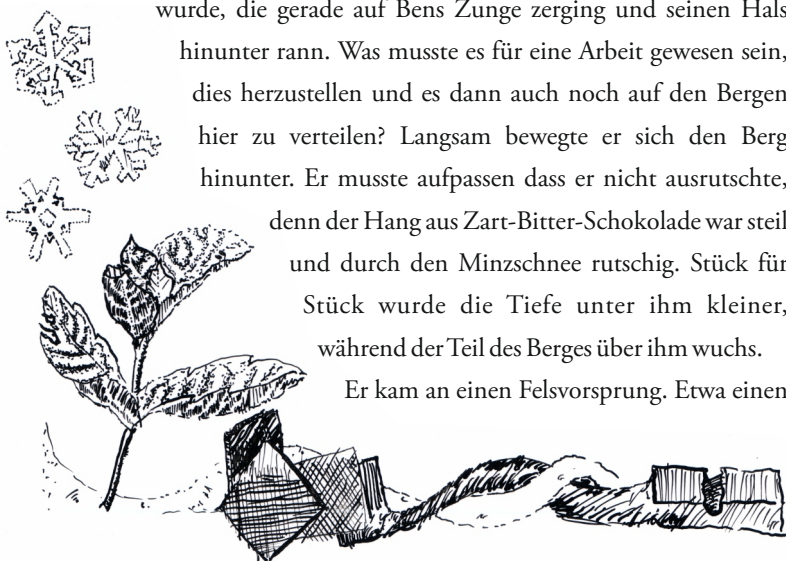 wurde, die gerade auf Bens Zunge zerging und seinen Hals
hinunter rann. Was musste es für eine Arbeit gewesen sein,
dies herzustellen und es dann auch noch auf den Bergen
hier zu verteilen? Langsam bewegte er sich den Berg
hinunter. Er musste aufpassen dass er nicht ausrutschte,
denn der Hang aus Zart-Bitter-Schokolade war steil
und durch den Minzschnee rutschig. Stück für
Stück wurde die Tiefe unter ihm kleiner,
während der Teil des Berges über ihm wuchs.
Er kam an einen Felsvorsprung. Etwa einen